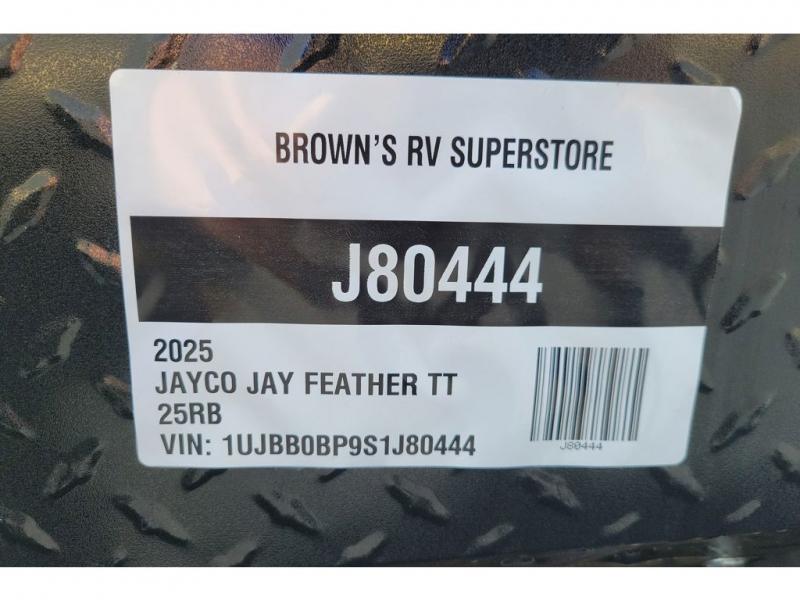 BROWN'S RV SUPERSTORE
J80444
2025
JAYCO JAY FEATHER TT
25RB
VIN: 1UJBB0BP9S1J80444
J80444